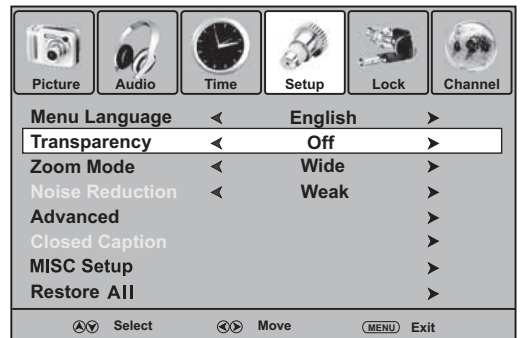 Picture Audio Time Setup Lock Channel
Menu Language English
Transparency Off
Zoom Mode Wide
Noise Reduction Weak
Advanced
Closed Caption
MISC Setup
Restore All
Select Move MENU Exit